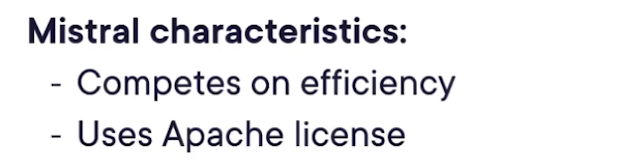 Mistral characteristics:
- Competes on efficiency
- Uses Apache license